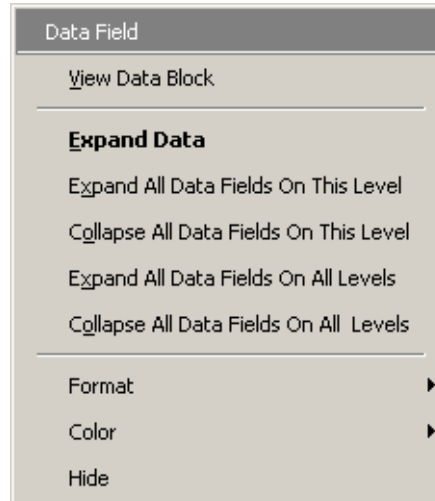 Data Field
View Data Block
Expand Data
Expand All Data Fields On This Level
Collapse All Data Fields On This Level
Expand All Data Fields On All Levels
Collapse All Data Fields On All  Levels
Format
Color
Hide